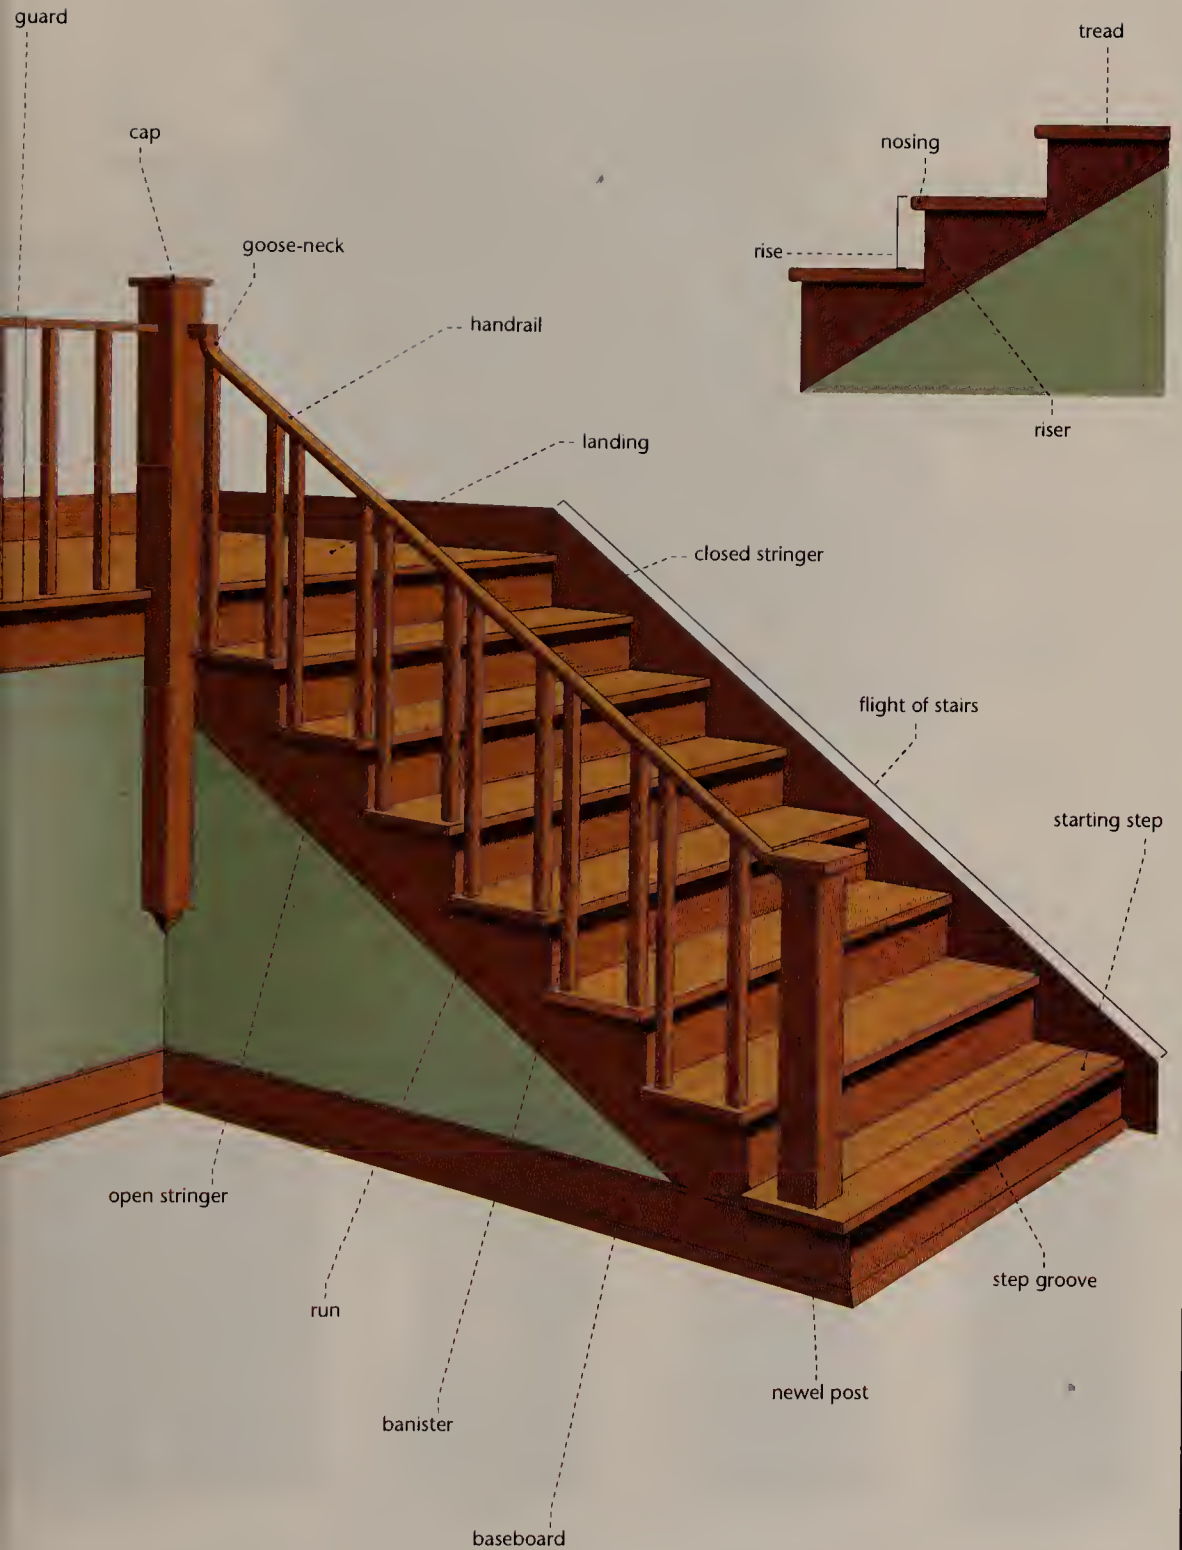 guard
tread
cap
nosing
goose-neck
rise
handrail
riser
landing
closed stringer
flight of stairs
starting step
open stringer
step groove
run
newel post
banister
baseboard